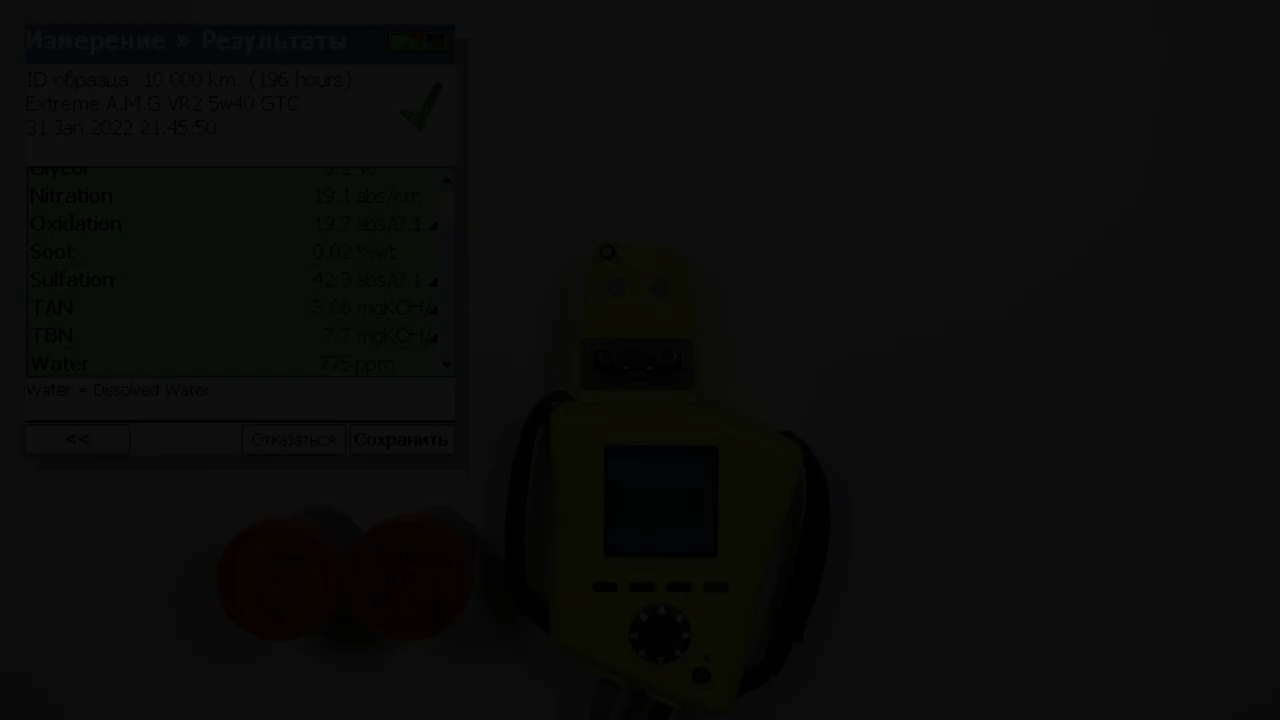 Измерение » Результаты
ID образца: 10 000 km. (196 hours)
Extreme A.M.G VR2 5w40 GTC
31 Jan 2022 21:45:50
Glycol
Nitration 19.1 abs/cm
Oxidation 19.7 abs/0.1
Soot 0.02 %wt
Sulfation 42.3 abs/0.1
TAN 3.06 mgKOH/
TBN 7.7 mgKOH/
Water 775 ppm
Water = Dissolved Water
<< Отказаться Сохранить